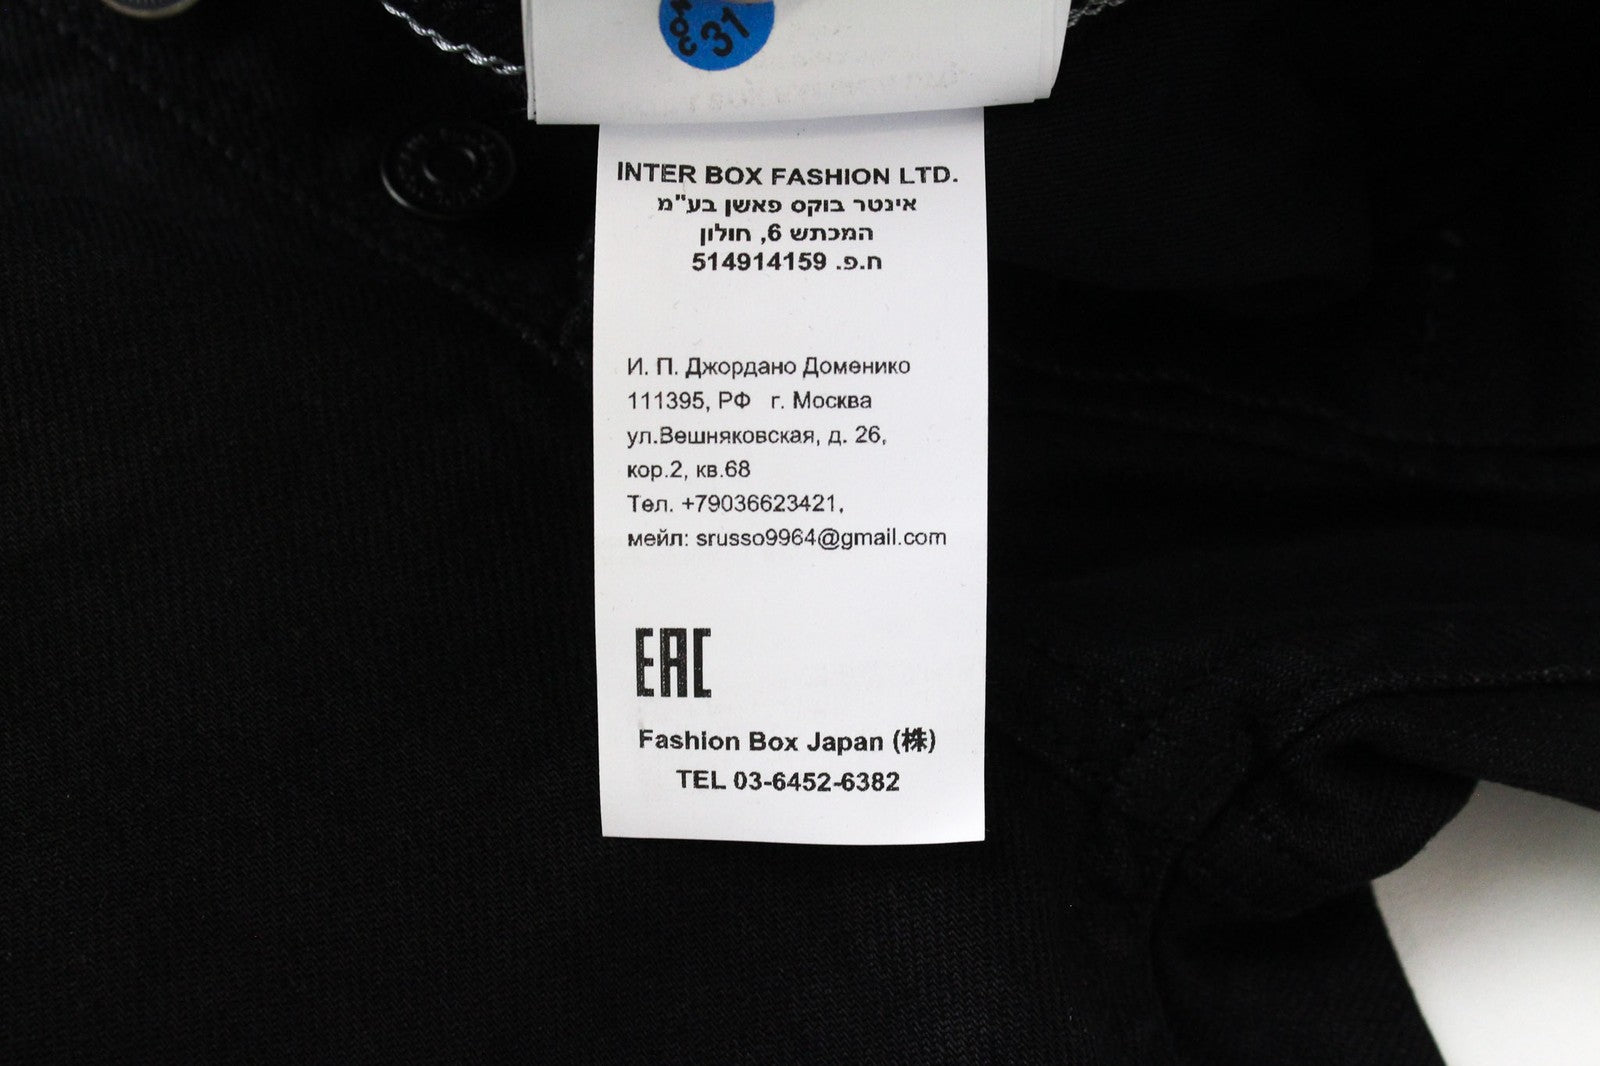 31
INTER BOX FASHION LTD.
אינטר בוקס פאשן בע"מ
המכתש 6, חולון
ח.פ. 514914159
И. П. Джордано Доменико
111395, РФ г. Москва
ул.Вешняковская, д. 26,
кор.2, кв.68
Тел. +79036623421,
мейл: srusso9964@gmail.com
EAC
Fashion Box Japan (株)
TEL 03-6452-6382